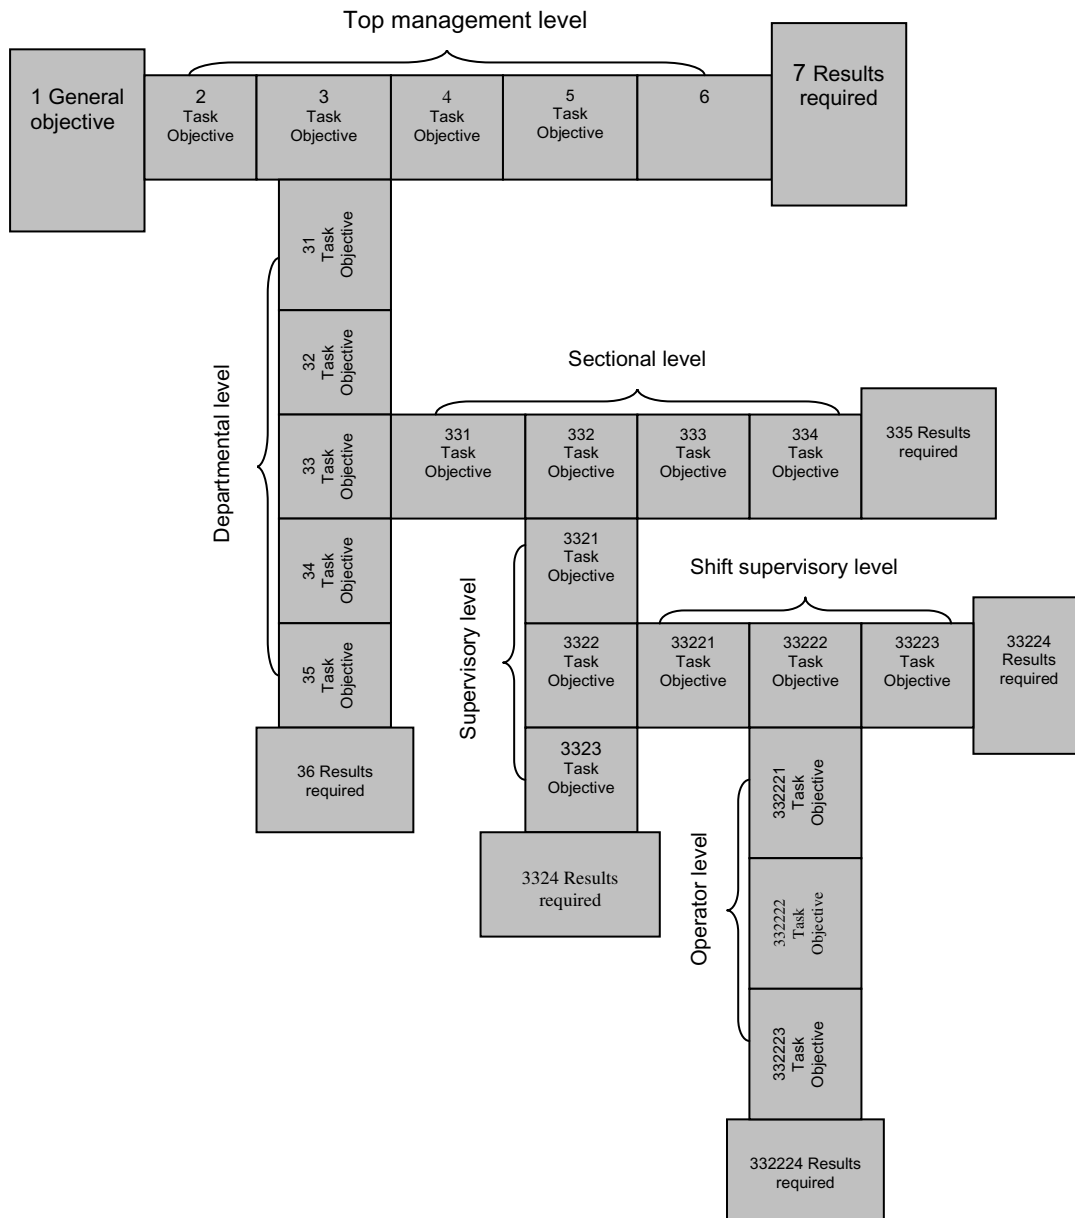 Top management level
1 General
objective
2
Task
Objective
3
Task
Objective
4
Task
Objective
5
Task
Objective
6
7 Results
required
31
Task
Objective
32
Task
Objective
33
Task
Objective
34
Task
Objective
35
Task
Objective
36 Results
required
Departmental level
Sectional level
331
Task
Objective
332
Task
Objective
333
Task
Objective
334
Task
Objective
335 Results
required
Supervisory level
3321
Task
Objective
3322
Task
Objective
3323
Task
Objective
3324 Results
required
Shift supervisory level
33221
Task
Objective
33222
Task
Objective
33223
Task
Objective
33224
Results
required
Operator level
332221
Task
Objective
332222
Task
Objective
332223
Task
Objective
332224 Results
required